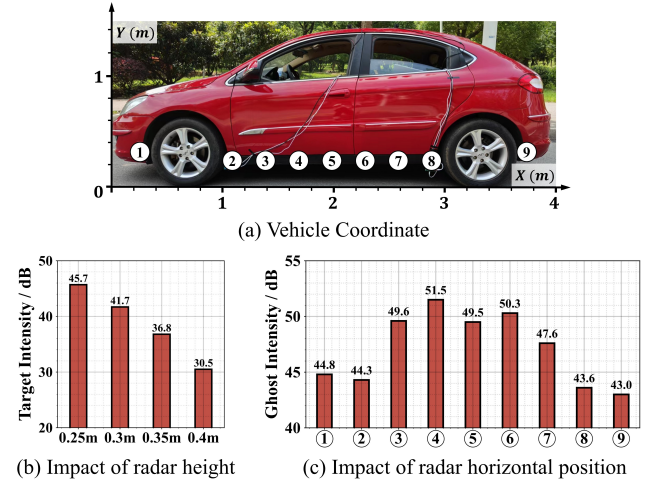 Y (m)
1
① ② ③ ④ ⑤ ⑥ ⑦ ⑧ ⑨
X (m)
0
1 2 3 4
(a) Vehicle Coordinate
Target Intensity / dB
50
40
30
20
45.7
41.7
36.8
30.5
0.25m 0.3m 0.35m 0.4m
(b) Impact of radar height
Ghost Intensity / dB
55
50
45
40
44.8
44.3
49.6
51.5
49.5
50.3
47.6
43.6
43.0
① ② ③ ④ ⑤ ⑥ ⑦ ⑧ ⑨
(c) Impact of radar horizontal position